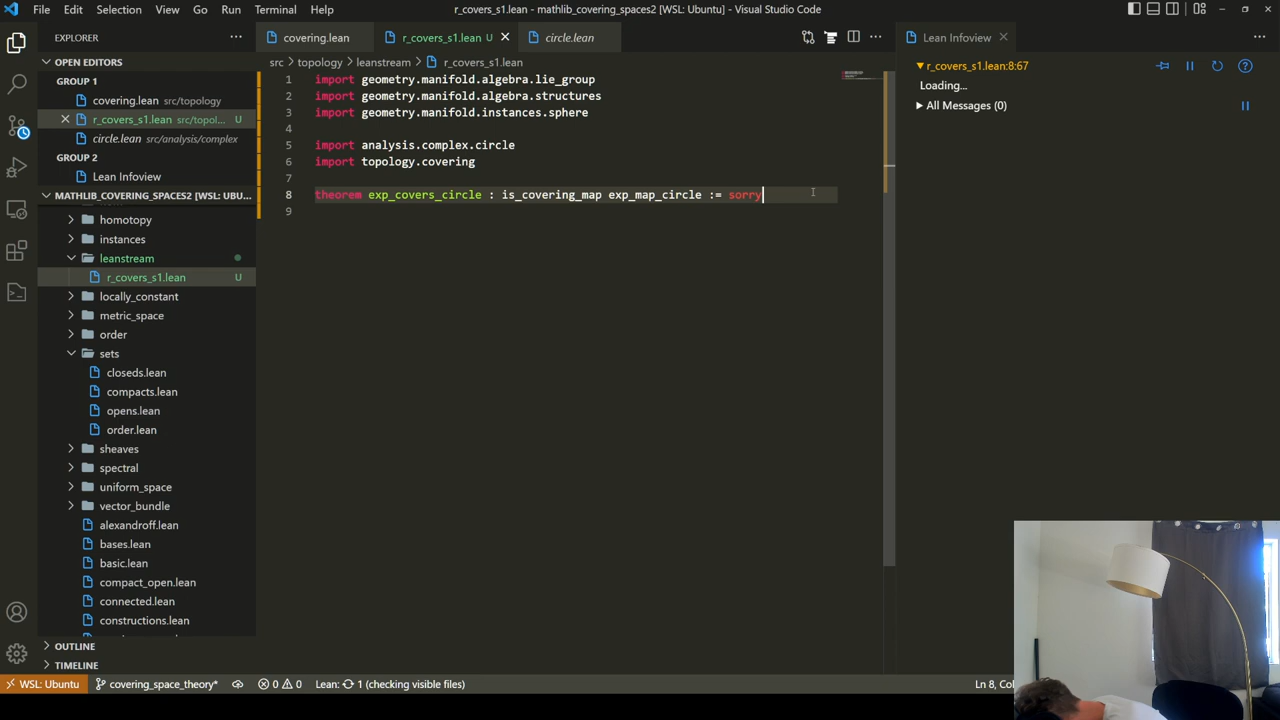 File Edit Selection View Go Run Terminal Help
r_covers_s1.lean - mathlib_covering_spaces2 [WSL: Ubuntu] - Visual Studio Code
EXPLORER
covering.lean
r_covers_s1.lean U
circle.lean
Lean Infoview
OPEN EDITORS
GROUP 1
covering.lean src/topology
r_covers_s1.lean src/topol... U
circle.lean src/analysis/complex
GROUP 2
Lean Infoview
MATHLIB_COVERING_SPACES2 [WSL: UBU...
homotopy
instances
leanstream
r_covers_s1.lean U
locally_constant
metric_space
order
sets
closeds.lean
compacts.lean
opens.lean
order.lean
sheaves
spectral
uniform_space
vector_bundle
alexandroff.lean
bases.lean
basic.lean
compact_open.lean
connected.lean
constructions.lean
OUTLINE
TIMELINE
src > topology > leanstream > r_covers_s1.lean
1 import geometry.manifold.algebra.lie_group
2 import geometry.manifold.algebra.structures
3 import geometry.manifold.instances.sphere
4
5 import analysis.complex.circle
6 import topology.covering
7
8 theorem exp_covers_circle : is_covering_map exp_map_circle := sorry
9
r_covers_s1.lean:8:67
Loading...
All Messages (0)
WSL: Ubuntu covering_space_theory* 0 0 Lean: 1 (checking visible files)
Ln 8, Col